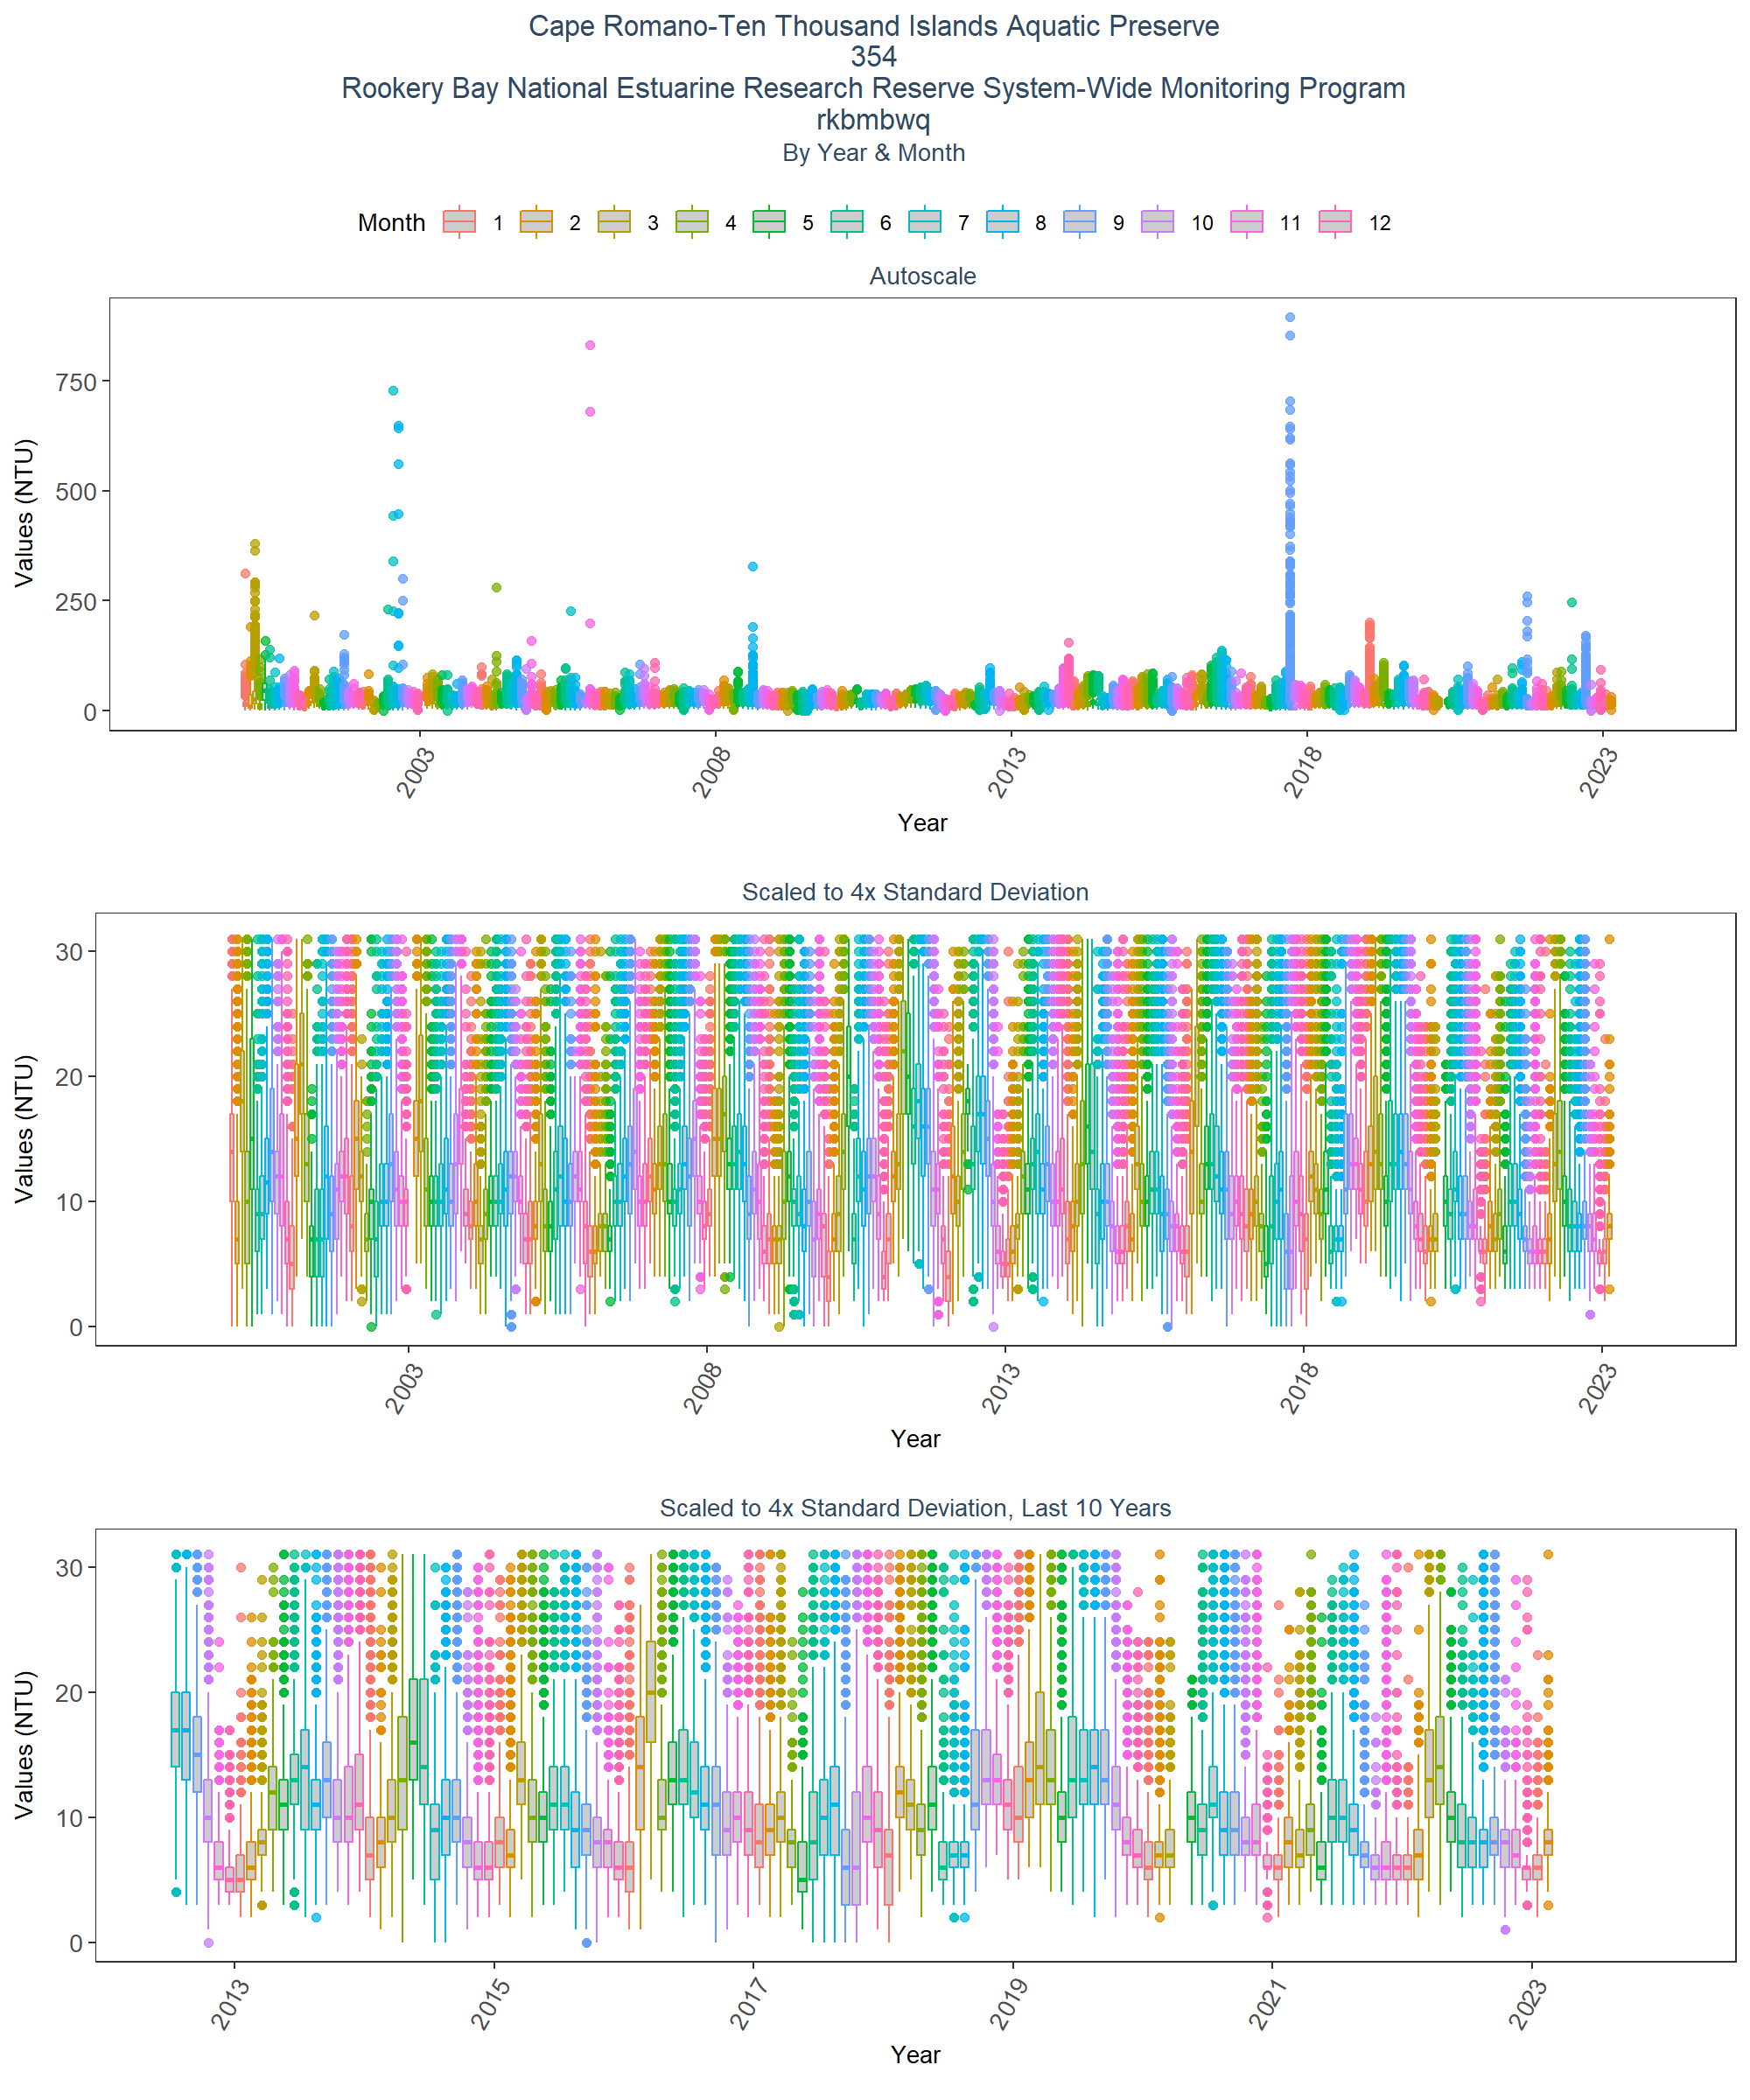 Cape Romano-Ten Thousand Islands Aquatic Preserve
354
Rookery Bay National Estuarine Research Reserve System-Wide Monitoring Program
rkbmbwq
By Year & Month
Month 1 2 3 4 5 6 7 8 9 10 11 12
Autoscale
Values (NTU)
750
500
250
0
2003 2008 2013 2018 2023
Year
Scaled to 4x Standard Deviation
Values (NTU)
30
20
10
0
2003 2008 2013 2018 2023
Year
Scaled to 4x Standard Deviation, Last 10 Years
Values (NTU)
30
20
10
0
2013 2015 2017 2019 2021 2023
Year